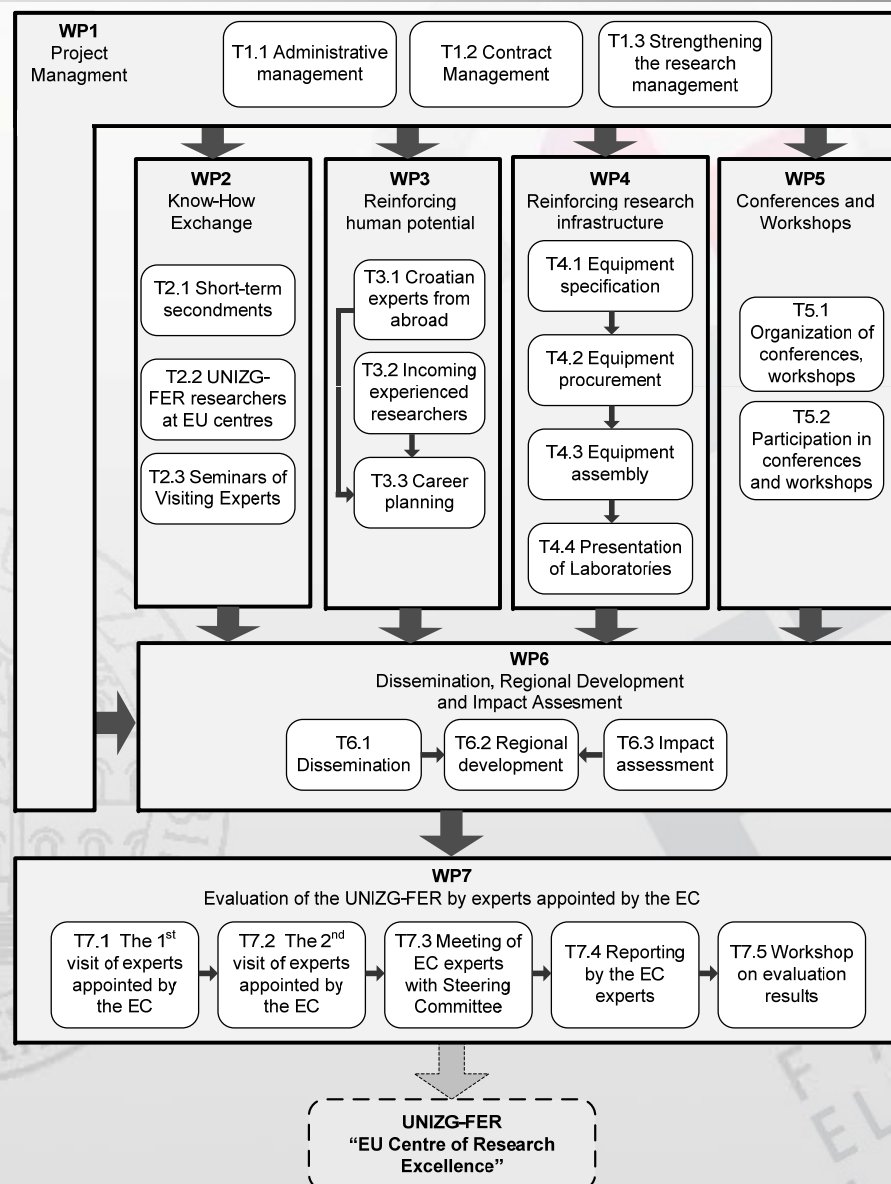 WP1
Project
Managment
T1.1 Administrative
management
T1.2 Contract
Management
T1.3 Strengthening
the research
management
WP2
Know-How
Exchange
T2.1 Short-term
secondments
T2.2 UNIZG-
FER researchers
at EU centres
T2.3 Seminars of
Visiting Experts
WP3
Reinforcing
human potential
T3.1 Croatian
experts from
abroad
T3.2 Incoming
experienced
researchers
T3.3 Career
planning
WP4
Reinforcing research
infrastructure
T4.1 Equipment
specification
T4.2 Equipment
procurement
T4.3 Equipment
assembly
T4.4 Presentation
of Laboratories
WP5
Conferences and
Workshops
T5.1
Organization of
conferences,
workshops
T5.2
Participation in
conferences
and workshops
WP6
Dissemination, Regional Development
and Impact Assesment
T6.1
Dissemination
T6.2 Regional
development
T6.3 Impact
assessment
WP7
Evaluation of the UNIZG-FER by experts appointed by the EC
T7.1 The 1st
visit of experts
appointed by
the EC
T7.2 The 2nd
visit of experts
appointed by
the EC
T7.3 Meeting of
EC experts
with Steering
Committee
T7.4 Reporting
by the EC
experts
T7.5 Workshop
on evaluation
results
UNIZG-FER
“EU Centre of Research
Excellence”